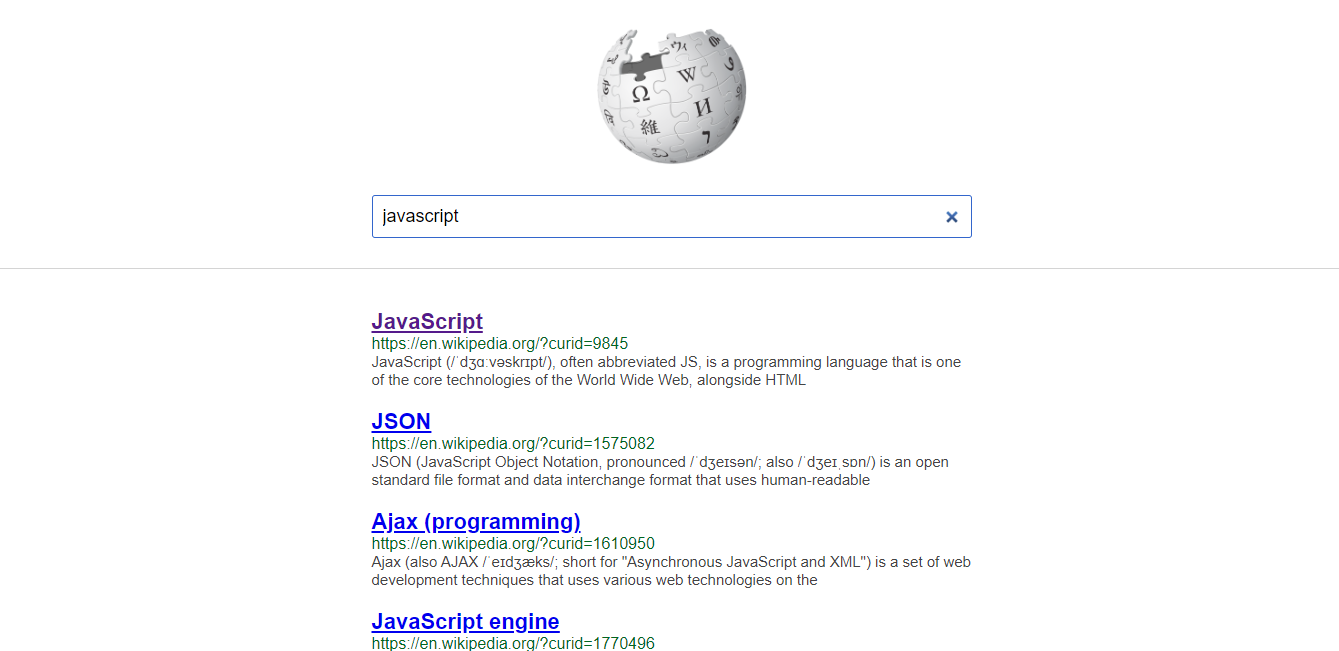 Ω
W
И
維
ウィ
7
javascript
JavaScript
https://en.wikipedia.org/?curid=9845
JavaScript (/ˈdʒɑːvəskrɪpt/), often abbreviated JS, is a programming language that is one
of the core technologies of the World Wide Web, alongside HTML
JSON
https://en.wikipedia.org/?curid=1575082
JSON (JavaScript Object Notation, pronounced /ˈdʒeɪsən/; also /ˈdʒeɪˌsɒn/) is an open
standard file format and data interchange format that uses human-readable
Ajax (programming)
https://en.wikipedia.org/?curid=1610950
Ajax (also AJAX /ˈeɪdʒæks/; short for "Asynchronous JavaScript and XML") is a set of web
development techniques that uses various web technologies on the
JavaScript engine
https://en.wikipedia.org/?curid=1770496